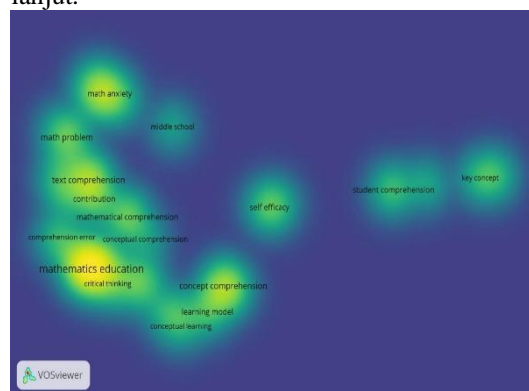 lanjut.
math anxiety
middle school
math problem
text comprehension
contribution
student comprehension
key concept
mathematical comprehension
self efficacy
comprehension error
conceptual comprehension
mathematics education
critical thinking
concept comprehension
learning model
conceptual learning
VOSviewer